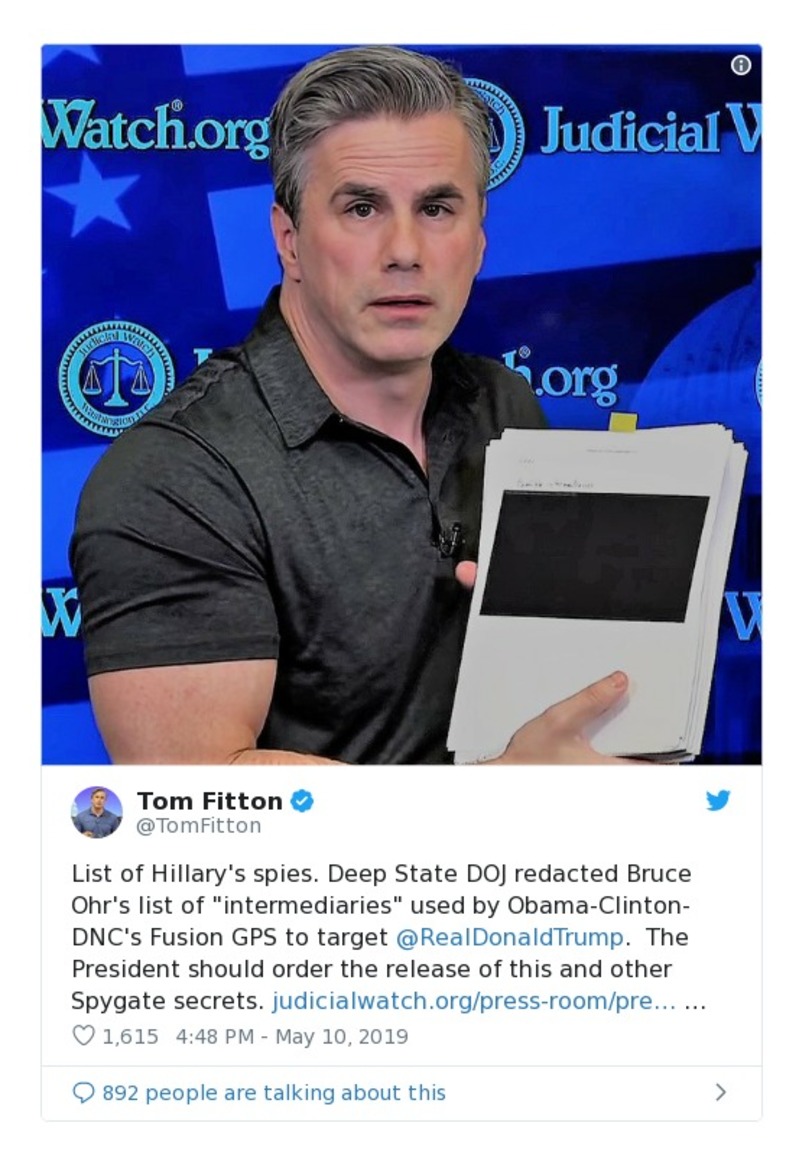 Watch.org®
Judicial W
Judicial Watch
Washington D.C.
h.org®
W
W
Tom Fitton
@TomFitton
List of Hillary's spies. Deep State DOJ redacted Bruce
Ohr's list of "intermediaries" used by Obama-Clinton-
DNC's Fusion GPS to target @RealDonaldTrump.  The
President should order the release of this and other
Spygate secrets. judicialwatch.org/press-room/pre… …
1,615 4:48 PM - May 10, 2019
892 people are talking about this